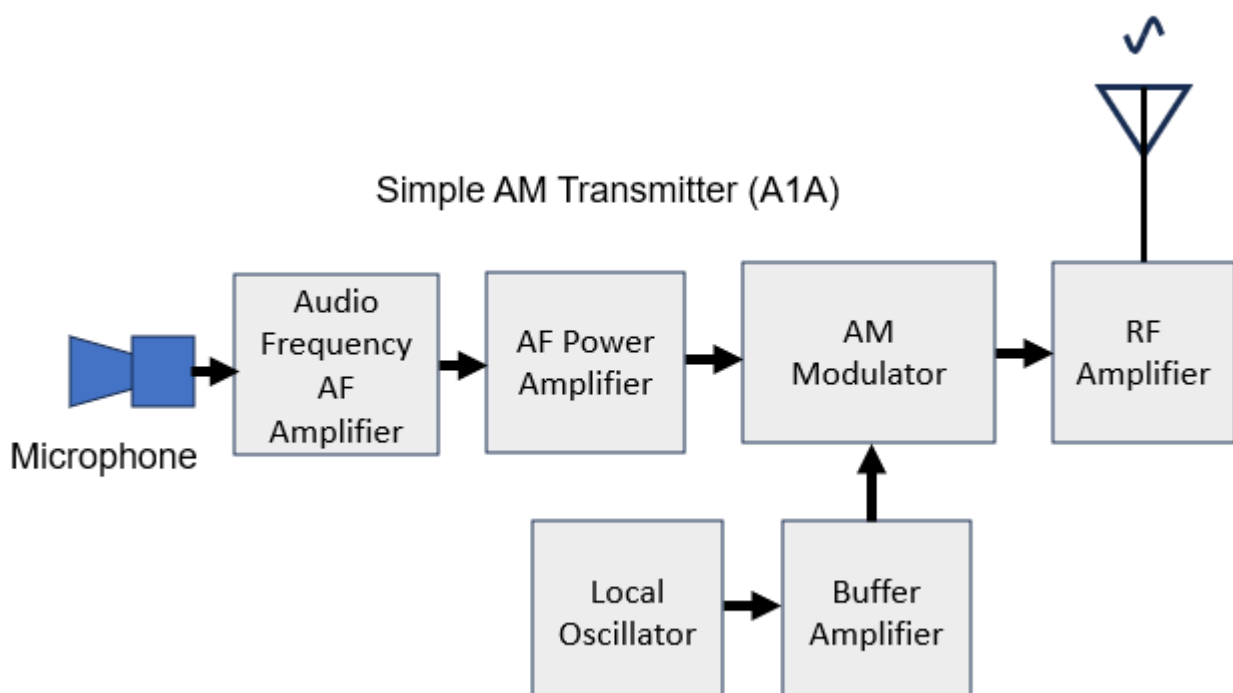 Simple AM Transmitter (A1A)
Microphone
Audio
Frequency
AF
Amplifier
AF Power
Amplifier
AM
Modulator
RF
Amplifier
Local
Oscillator
Buffer
Amplifier